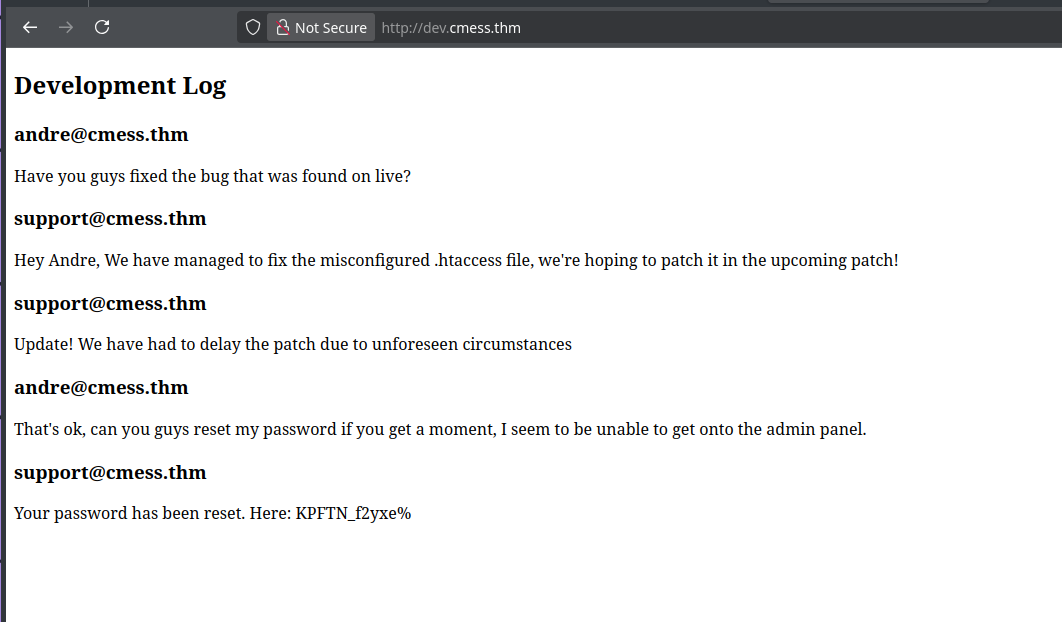 Not Secure http://dev.cmess.thm
Development Log
andre@cmess.thm
Have you guys fixed the bug that was found on live?
support@cmess.thm
Hey Andre, We have managed to fix the misconfigured .htaccess file, we're hoping to patch it in the upcoming patch!
support@cmess.thm
Update! We have had to delay the patch due to unforeseen circumstances
andre@cmess.thm
That's ok, can you guys reset my password if you get a moment, I seem to be unable to get onto the admin panel.
support@cmess.thm
Your password has been reset. Here: KPFTN_f2yxe%